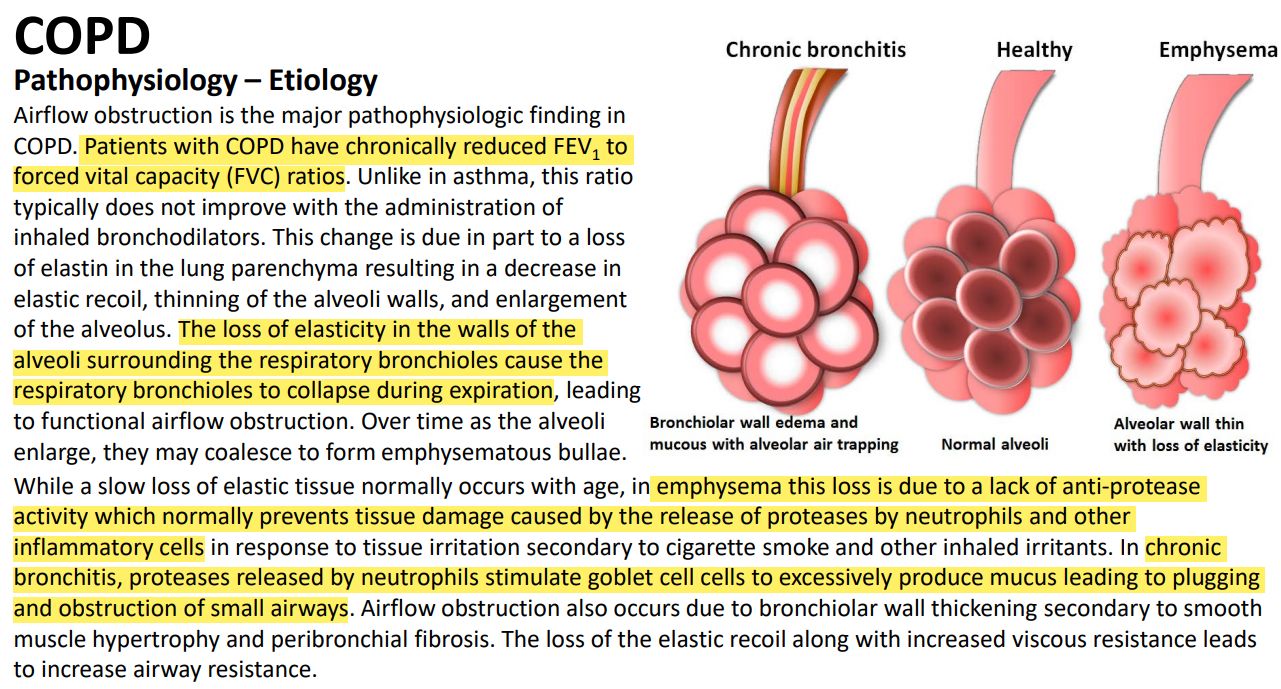 COPD
Pathophysiology – Etiology
Airflow obstruction is the major pathophysiologic finding in
COPD. Patients with COPD have chronically reduced FEV1 to
forced vital capacity (FVC) ratios. Unlike in asthma, this ratio
typically does not improve with the administration of
inhaled bronchodilators. This change is due in part to a loss
of elastin in the lung parenchyma resulting in a decrease in
elastic recoil, thinning of the alveoli walls, and enlargement
of the alveolus. The loss of elasticity in the walls of the
alveoli surrounding the respiratory bronchioles cause the
respiratory bronchioles to collapse during expiration, leading
to functional airflow obstruction. Over time as the alveoli
enlarge, they may coalesce to form emphysematous bullae.
While a slow loss of elastic tissue normally occurs with age, in emphysema this loss is due to a lack of anti-protease
activity which normally prevents tissue damage caused by the release of proteases by neutrophils and other
inflammatory cells in response to tissue irritation secondary to cigarette smoke and other inhaled irritants. In chronic
bronchitis, proteases released by neutrophils stimulate goblet cell cells to excessively produce mucus leading to plugging
and obstruction of small airways. Airflow obstruction also occurs due to bronchiolar wall thickening secondary to smooth
muscle hypertrophy and peribronchial fibrosis. The loss of the elastic recoil along with increased viscous resistance leads
to increase airway resistance.
Chronic bronchitis
Healthy
Emphysema
Bronchiolar wall edema and
mucous with alveolar air trapping
Normal alveoli
Alveolar wall thin
with loss of elasticity